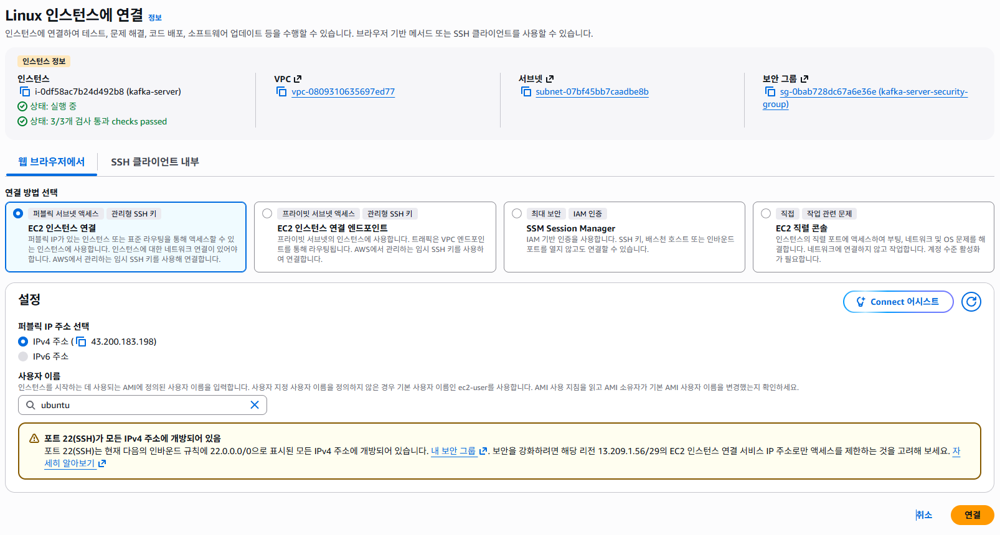 Linux 인스턴스에 연결 정보
인스턴스에 연결하여 테스트, 문제 해결, 코드 배포, 소프트웨어 업데이트 등을 수행할 수 있습니다. 브라우저 기반 메서드 또는 SSH 클라이언트를 사용할 수 있습니다.
인스턴스 정보
인스턴스
i-0df58ac7b24d492b8 (kafka-server)
상태: 실행 중
상태: 3/3개 검사 통과 checks passed
VPC
vpc-0809310635697ed77
서브넷
subnet-07bf45bb7caadbe8b
보안 그룹
sg-0bab728dc67a6e36e (kafka-server-security-
group)
웹 브라우저에서
SSH 클라이언트 내부
연결 방법 선택
퍼블릭 서브넷 액세스 관리형 SSH 키
EC2 인스턴스 연결
퍼블릭 IP가 있는 인스턴스 또는 표준 라우팅을 통해 액세스할 수 있
는 인스턴스에 사용합니다. 인스턴스에 대한 네트워크 연결이 있어야
합니다. AWS에서 관리하는 임시 SSH 키를 사용해 연결합니다.
프라이빗 서브넷 액세스 관리형 SSH 키
EC2 인스턴스 연결 엔드포인트
프라이빗 서브넷의 인스턴스에 사용합니다. 트래픽은 VPC 엔드포인
트를 통해 라우팅됩니다. AWS에서 관리하는 임시 SSH 키를 사용하
여 연결합니다.
최대 보안 IAM 인증
SSM Session Manager
IAM 기반 인증을 사용합니다. SSH 키, 배스천 호스트 또는 인바운드
포트를 열지 않고도 연결할 수 있습니다.
직접 작업 관련 문제
EC2 직렬 콘솔
인스턴스의 직렬 포트에 액세스하여 부팅, 네트워크 및 OS 문제를 해
결합니다. 네트워크에 연결하지 않고 작업합니다. 계정 수준 활성화
가 필요합니다.
설정
Connect 어시스트
퍼블릭 IP 주소 선택
IPv4 주소 ( 43.200.183.198)
IPv6 주소
사용자 이름
인스턴스를 시작하는 데 사용되는 AMI에 정의된 사용자 이름을 입력합니다. 사용자 지정 사용자 이름을 정의하지 않은 경우 기본 사용자 이름인 ec2-user를 사용합니다. AMI 사용 지침을 읽고 AMI 소유자가 기본 AMI 사용자 이름을 변경했는지 확인하세요.
ubuntu
포트 22(SSH)가 모든 IPv4 주소에 개방되어 있음
포트 22(SSH)는 현재 다음의 인바운드 규칙에 22.0.0.0/0으로 표시된 모든 IPv4 주소에 개방되어 있습니다. 내 보안 그룹 . 보안을 강화하려면 해당 리전 13.209.1.56/29의 EC2 인스턴스 연결 서비스 IP 주소로만 액세스를 제한하는 것을 고려해 보세요. 자
세히 알아보기
취소
연결